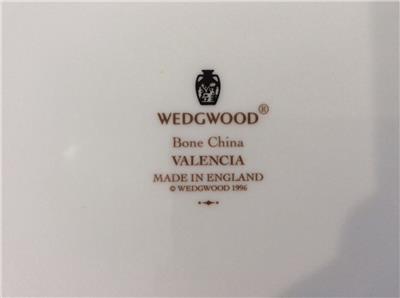 WEDGWOOD®
Bone China
VALENCIA
MADE IN ENGLAND
© WEDGWOOD 1996